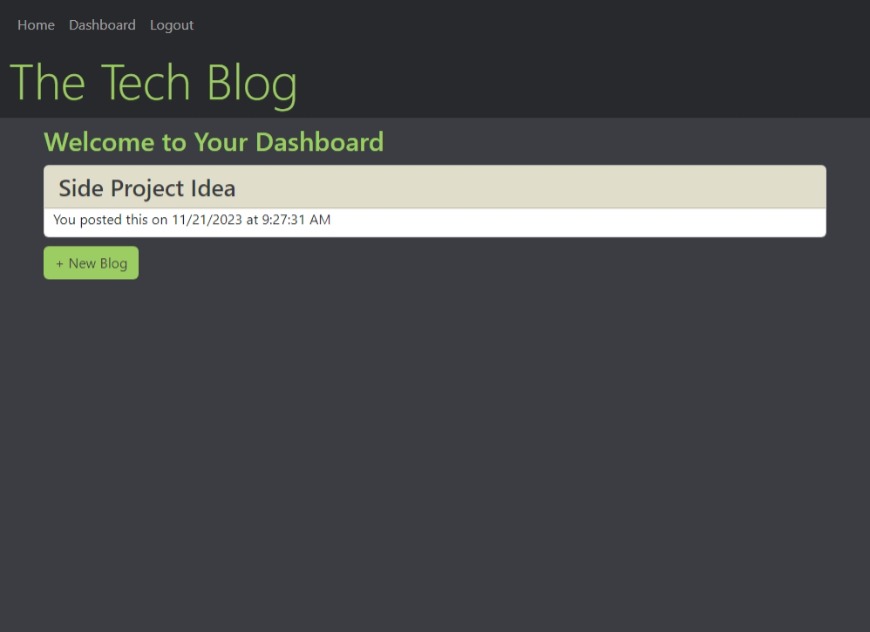 Home Dashboard Logout
The Tech Blog
Welcome to Your Dashboard
Side Project Idea
You posted this on 11/21/2023 at 9:27:31 AM
+ New Blog